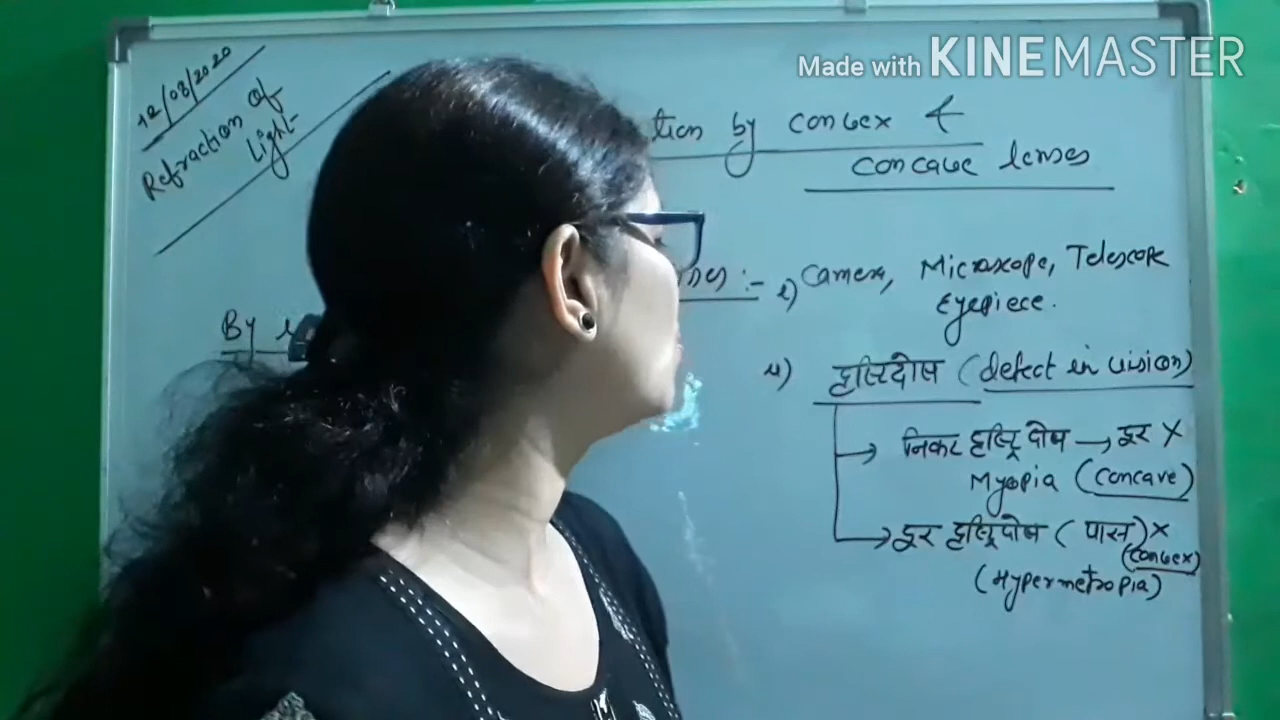 Made with KINEMASTER
12/08/2020
Refraction of
Light
by convex &
concave lenses
By
i) Camera, Microscope, Telescope
Eyepiece.
ii) दृष्टिदोष (defect in vision)
→ निकट दृष्टि दोष → दूर X
Myopia (concave)
→ दूर दृष्टिदोष (पास) X
(convex)
(Hypermetropia)